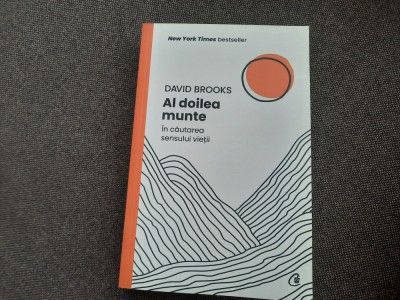 New York Times bestseller
DAVID BROOKS
Al doilea
munte
În căutarea
sensului vieții